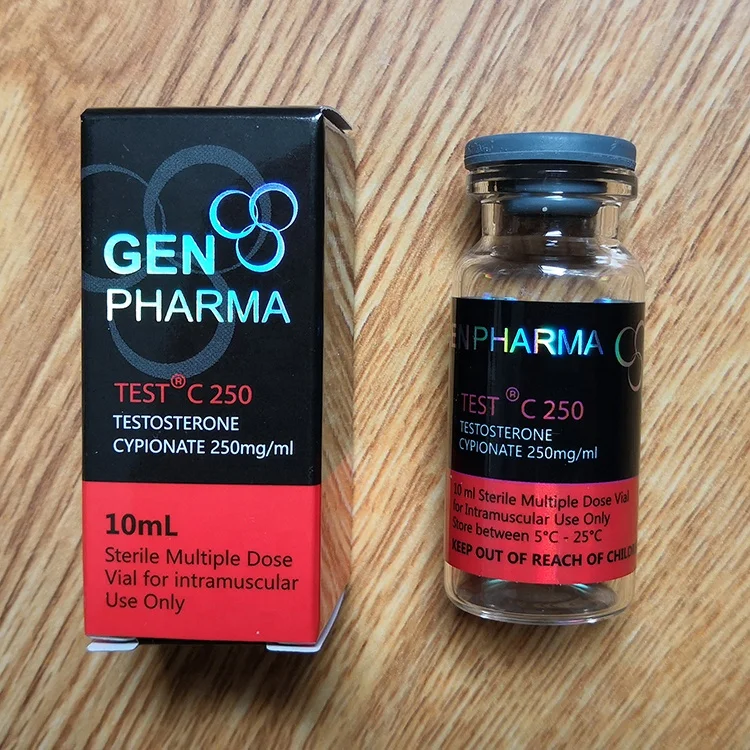 GEN
PHARMA
TEST® C 250
TESTOSTERONE
CYPIONATE 250mg/ml
10mL
Sterile Multiple Dose
Vial for intramuscular
Use Only
PHARMA
TEST ® C 250
TESTOSTERONE
CYPIONATE 250mg/ml
10 ml Sterile Multiple Dose Vial
for Intramuscular Use Only
Store between 5°C - 25°C
KEEP OUT OF REACH OF